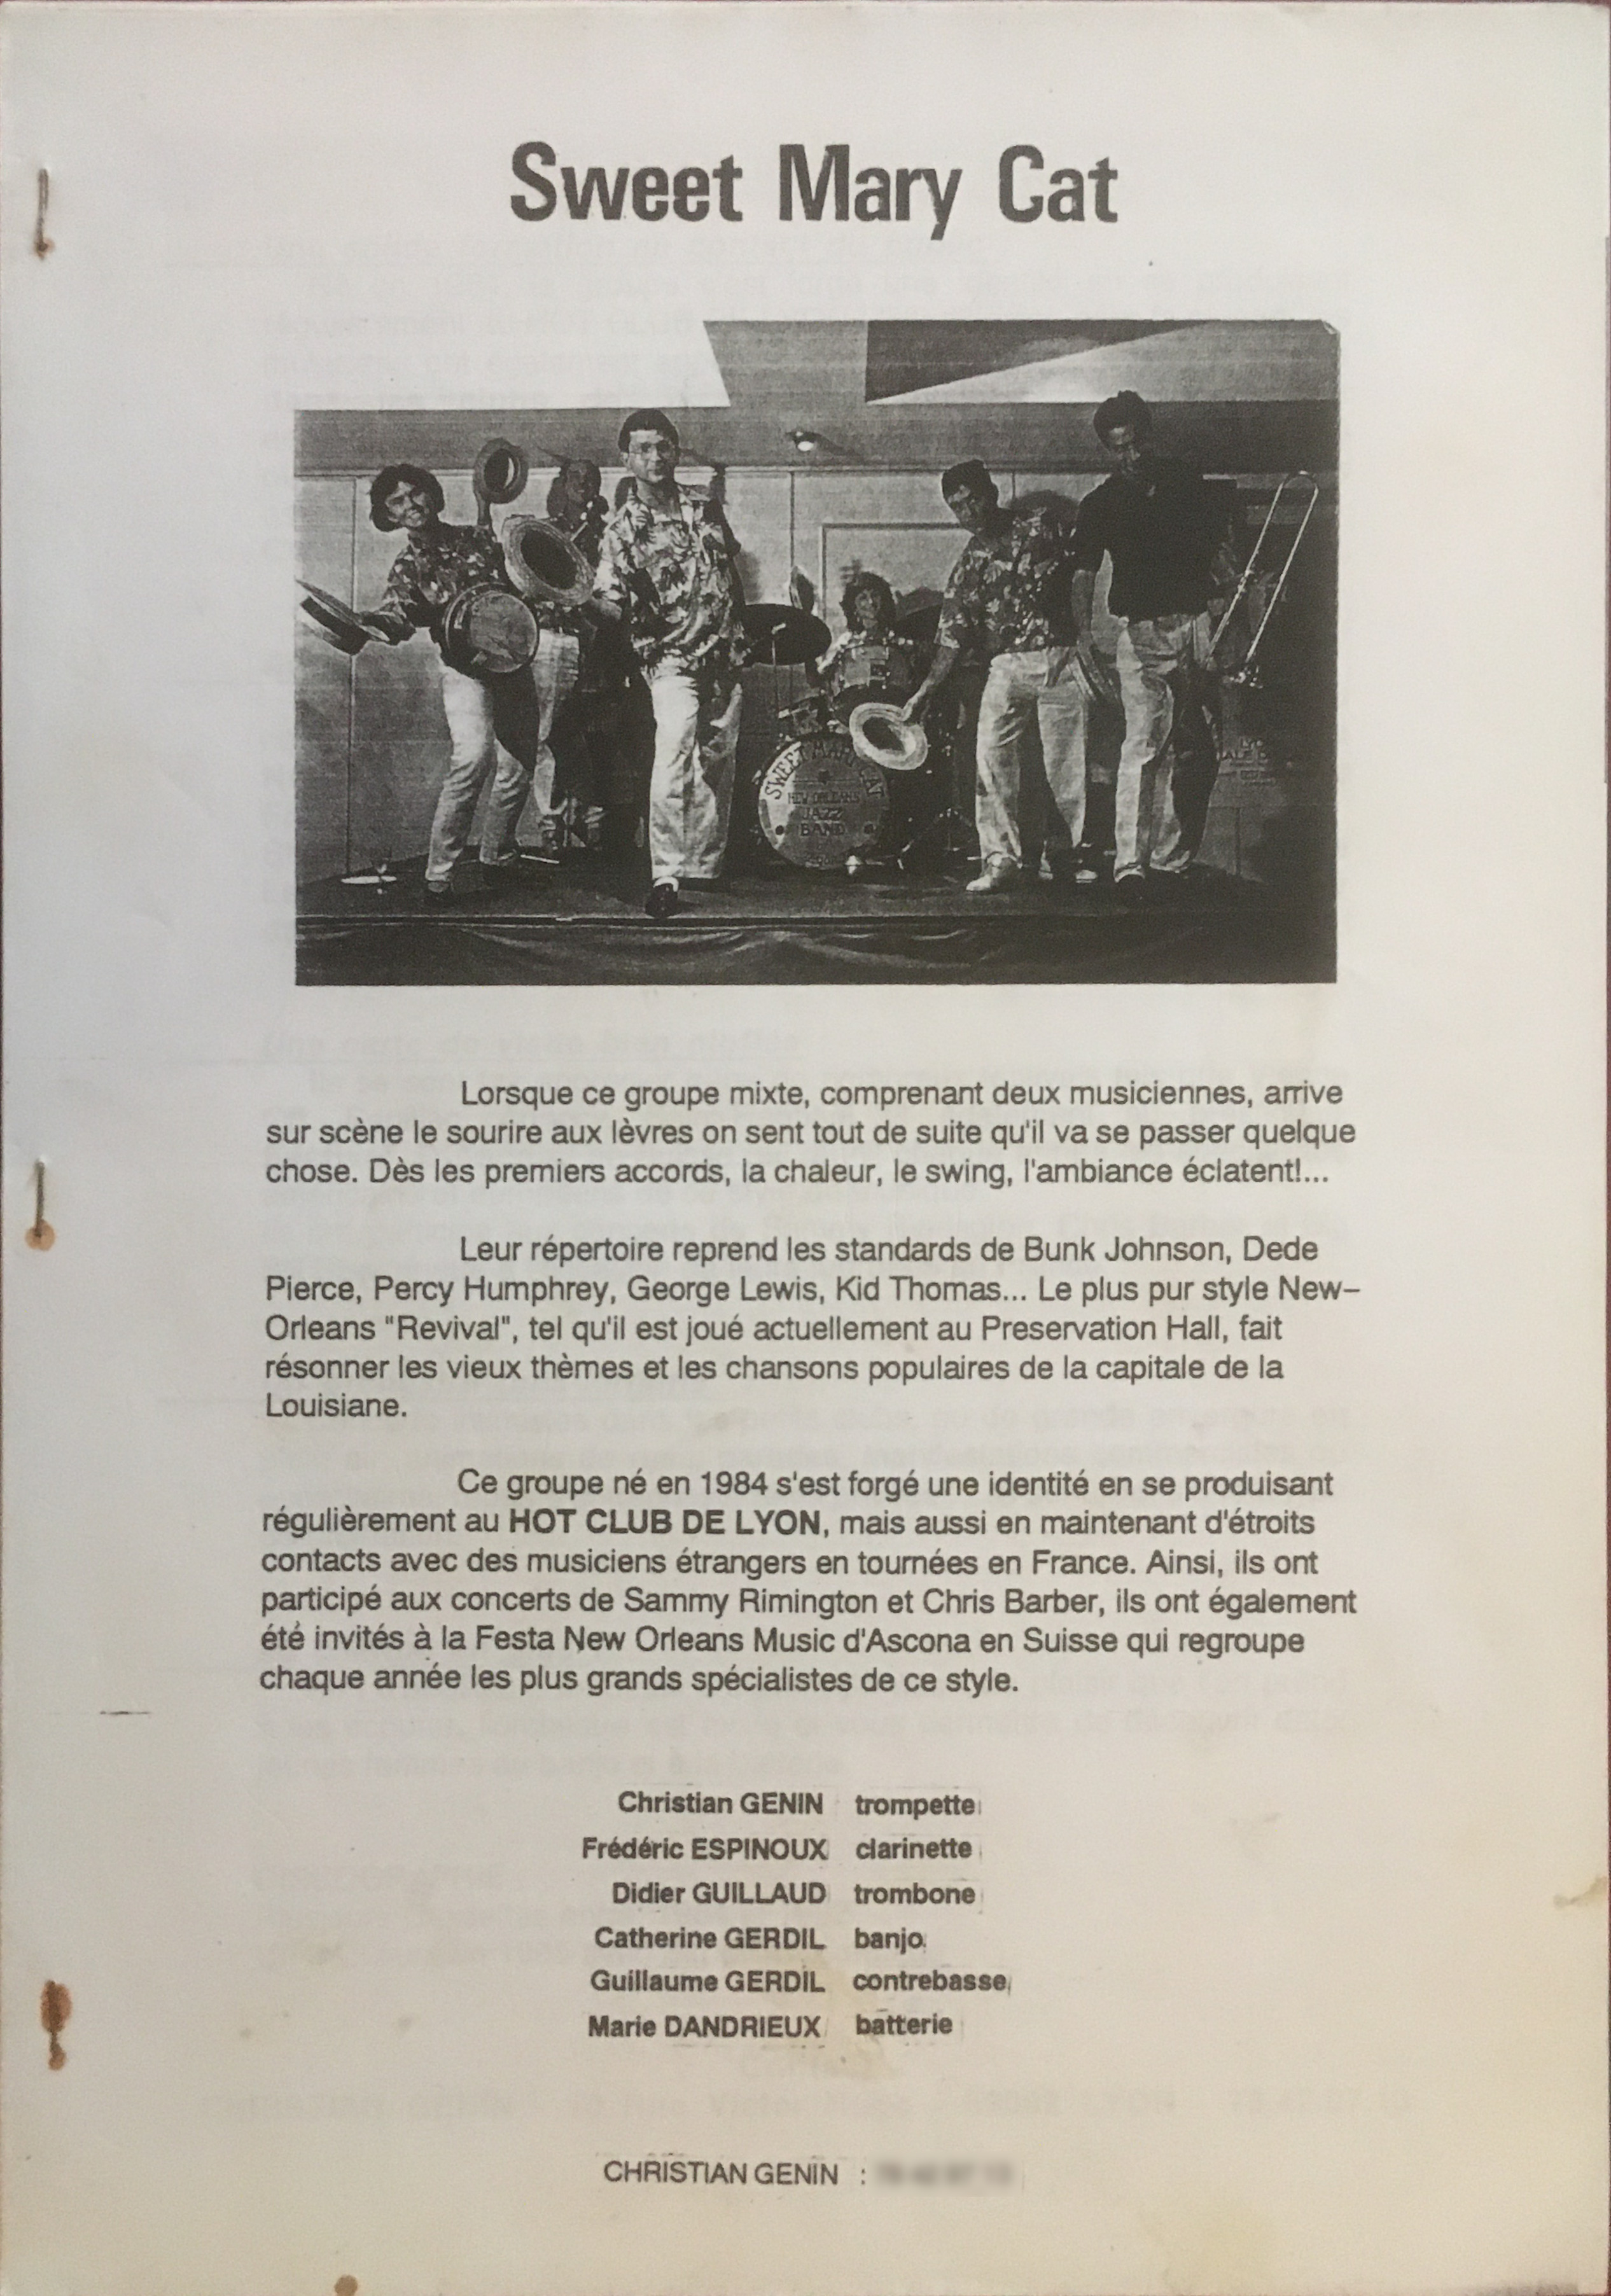 Sweet Mary Cat
SWEET MARY CAT
NEW ORLEANS
JAZZ
BAND
Lorsque ce groupe mixte, comprenant deux musiciennes, arrive
sur scène le sourire aux lèvres on sent tout de suite qu'il va se passer quelque
chose. Dès les premiers accords, la chaleur, le swing, l'ambiance éclatent!...
Leur répertoire reprend les standards de Bunk Johnson, Dede
Pierce, Percy Humphrey, George Lewis, Kid Thomas... Le plus pur style New-
Orleans "Revival", tel qu'il est joué actuellement au Preservation Hall, fait
résonner les vieux thèmes et les chansons populaires de la capitale de la
Louisiane.
Ce groupe né en 1984 s'est forgé une identité en se produisant
régulièrement au HOT CLUB DE LYON, mais aussi en maintenant d'étroits
contacts avec des musiciens étrangers en tournées en France. Ainsi, ils ont
participé aux concerts de Sammy Rimington et Chris Barber, ils ont également
été invités à la Festa New Orleans Music d'Ascona en Suisse qui regroupe
chaque année les plus grands spécialistes de ce style.
Christian GENIN trompette
Frédéric ESPINOUX clarinette
Didier GUILLAUD trombone
Catherine GERDIL banjo
Guillaume GERDIL contrebasse
Marie DANDRIEUX batterie
CHRISTIAN GENIN :